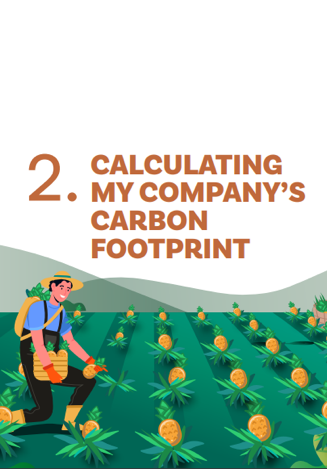 2. CALCULATING
MY COMPANY’S
CARBON
FOOTPRINT